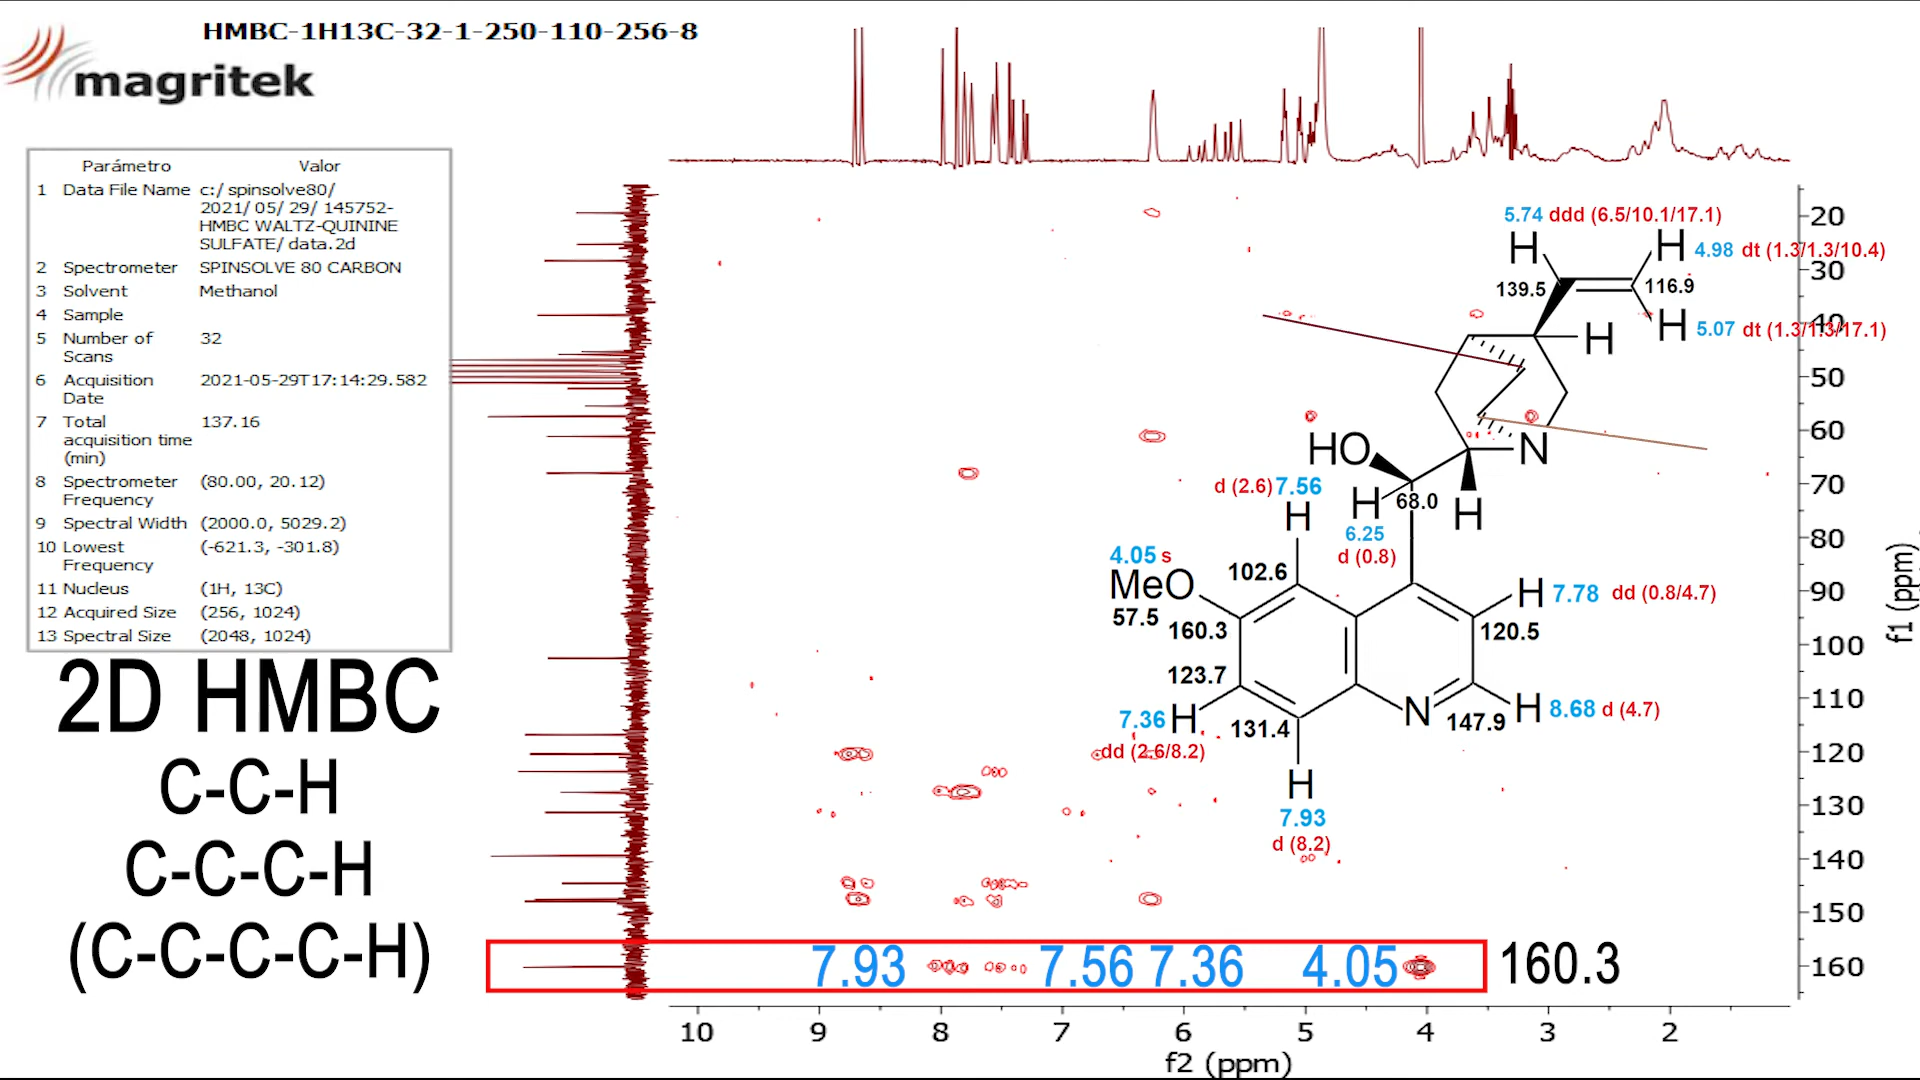 HMBC-1H13C-32-1-250-110-256-8
magritek
Parámetro Valor
1 Data File Name c:/ spinsolve80/
2021/ 05/ 29/ 145752-
HMBC WALTZ-QUININE
SULFATE/ data.2d
2 Spectrometer SPINSOLVE 80 CARBON
3 Solvent Methanol
4 Sample
5 Number of 32
Scans
6 Acquisition 2021-05-29T17:14:29.582
Date
7 Total 137.16
acquisition time
(min)
8 Spectrometer (80.00, 20.12)
Frequency
9 Spectral Width (2000.0, 5029.2)
10 Lowest (-621.3, -301.8)
Frequency
11 Nucleus (1H, 13C)
12 Acquired Size (256, 1024)
13 Spectral Size (2048, 1024)
2D HMBC
C-C-H
C-C-C-H
(C-C-C-C-H)
5.74 ddd (6.5/10.1/17.1)
H H 4.98 dt (1.3/1.3/10.4)
139.5 116.9
H H 5.07 dt (1.3/1.3/17.1)
HO N
d (2.6) 7.56 H 68.0 H
H 6.25
d (0.8)
4.05 s
102.6
MeO H 7.78 dd (0.8/4.7)
57.5
160.3 120.5
123.7
7.36 H N 147.9 H 8.68 d (4.7)
131.4
dd (2.6/8.2)
H
7.93
d (8.2)
7.93 7.56 7.36 4.05 160.3
20
30
40
50
60
70
80
90
100
110
120
130
140
150
160
f1 (ppm)
10 9 8 7 6 5 4 3 2
f2 (ppm)